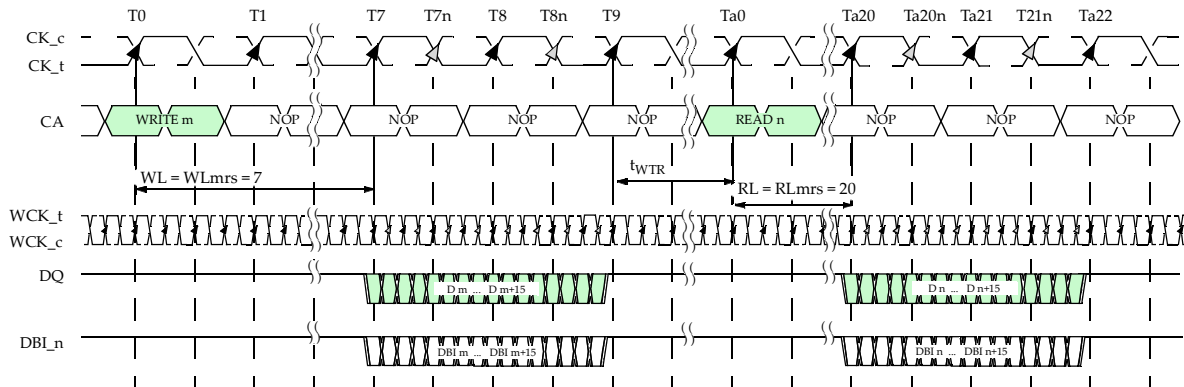 T0 T1 T7 T7n T8 T8n T9 Ta0 Ta20 Ta20n Ta21 T21n Ta22
CK_c
CK_t
CA WRITE m NOP NOP NOP NOP READ n NOP NOP NOP
tWTR
WL = WLmrs = 7 RL = RLmrs = 20
WCK_t
WCK_c
DQ
D m ... D m+15 D n ... D n+15
DBI_n
DBI m ... DBI m+15 DBI n ... DBI n+15